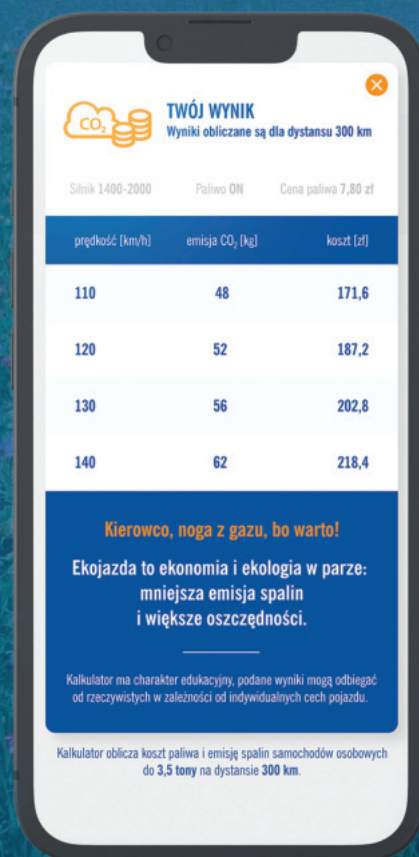 CO₂
TWÓJ WYNIK
Wyniki obliczane są dla dystansu 300 km
Silnik 1400-2000 Paliwo ON Cena paliwa 7,80 zł
prędkość [km/h] emisja CO₂ [kg] koszt [zł]
110 48 171,6
120 52 187,2
130 56 202,8
140 62 218,4
Kierowco, noga z gazu, bo warto!
Ekojazda to ekonomia i ekologia w parze:
mniejsza emisja spalin
i większe oszczędności.
Kalkulator ma charakter edukacyjny, podane wyniki mogą odbiegać
od rzeczywistych w zależności od indywidualnych cech pojazdu.
Kalkulator oblicza koszt paliwa i emisję spalin samochodów osobowych
do 3,5 tony na dystansie 300 km.